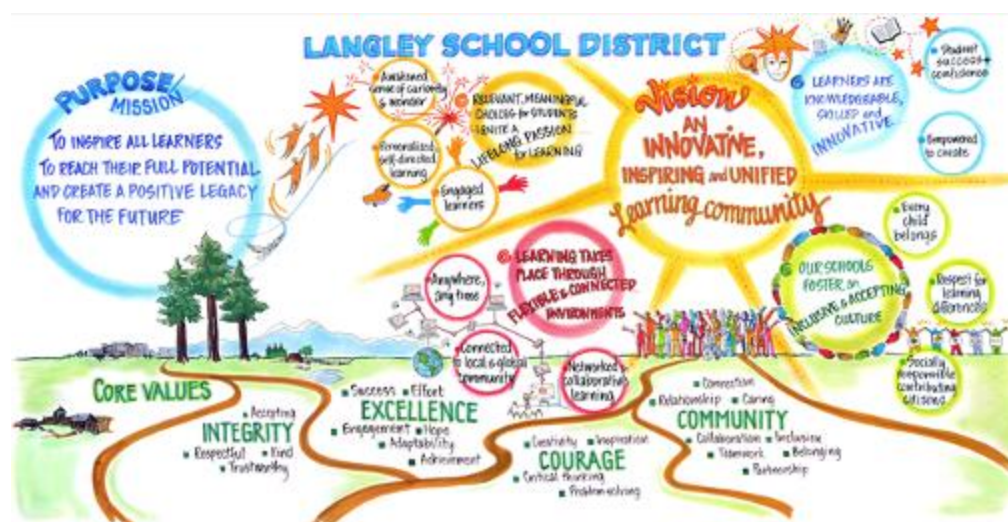 LANGLEY SCHOOL DISTRICT
PURPOSE/
MISSION
TO INSPIRE ALL LEARNERS
TO REACH THEIR FULL POTENTIAL
AND CREATE A POSITIVE LEGACY
FOR THE FUTURE
Awakened
sense of curiosity
& wonder
Personalized
self-directed
learning
Engaged
learners
RELEVANT, MEANINGFUL
CHOICES for STUDENTS
IGNITE A
LIFELONG PASSION
for LEARNING
Vision
AN
INNOVATIVE,
INSPIRING and UNIFIED
Learning community
LEARNERS ARE
KNOWLEDGEABLE,
SKILLED and
INNOVATIVE
Student
success +
confidence
Empowered
to create
LEARNING TAKES
PLACE THROUGH
FLEXIBLE & CONNECTED
ENVIRONMENTS
Anywhere,
any time
Connected
to local & global
community
Networked
collaborative
learning
OUR SCHOOLS
FOSTER an
INCLUSIVE & ACCEPTING
CULTURE
Every
child
belongs
Respect for
learning
differences
Socially
responsible
contributing
citizens
CORE VALUES
Accepting
INTEGRITY
Respectful Kind
Trustworthy
Success Effort
EXCELLENCE
Engagement Hope
Adaptability
Achievement
Creativity Inspiration
COURAGE
Critical thinking
Problem-solving
Connection
Relationship Caring
COMMUNITY
Collaboration Inclusion
Teamwork Belonging
Partnership